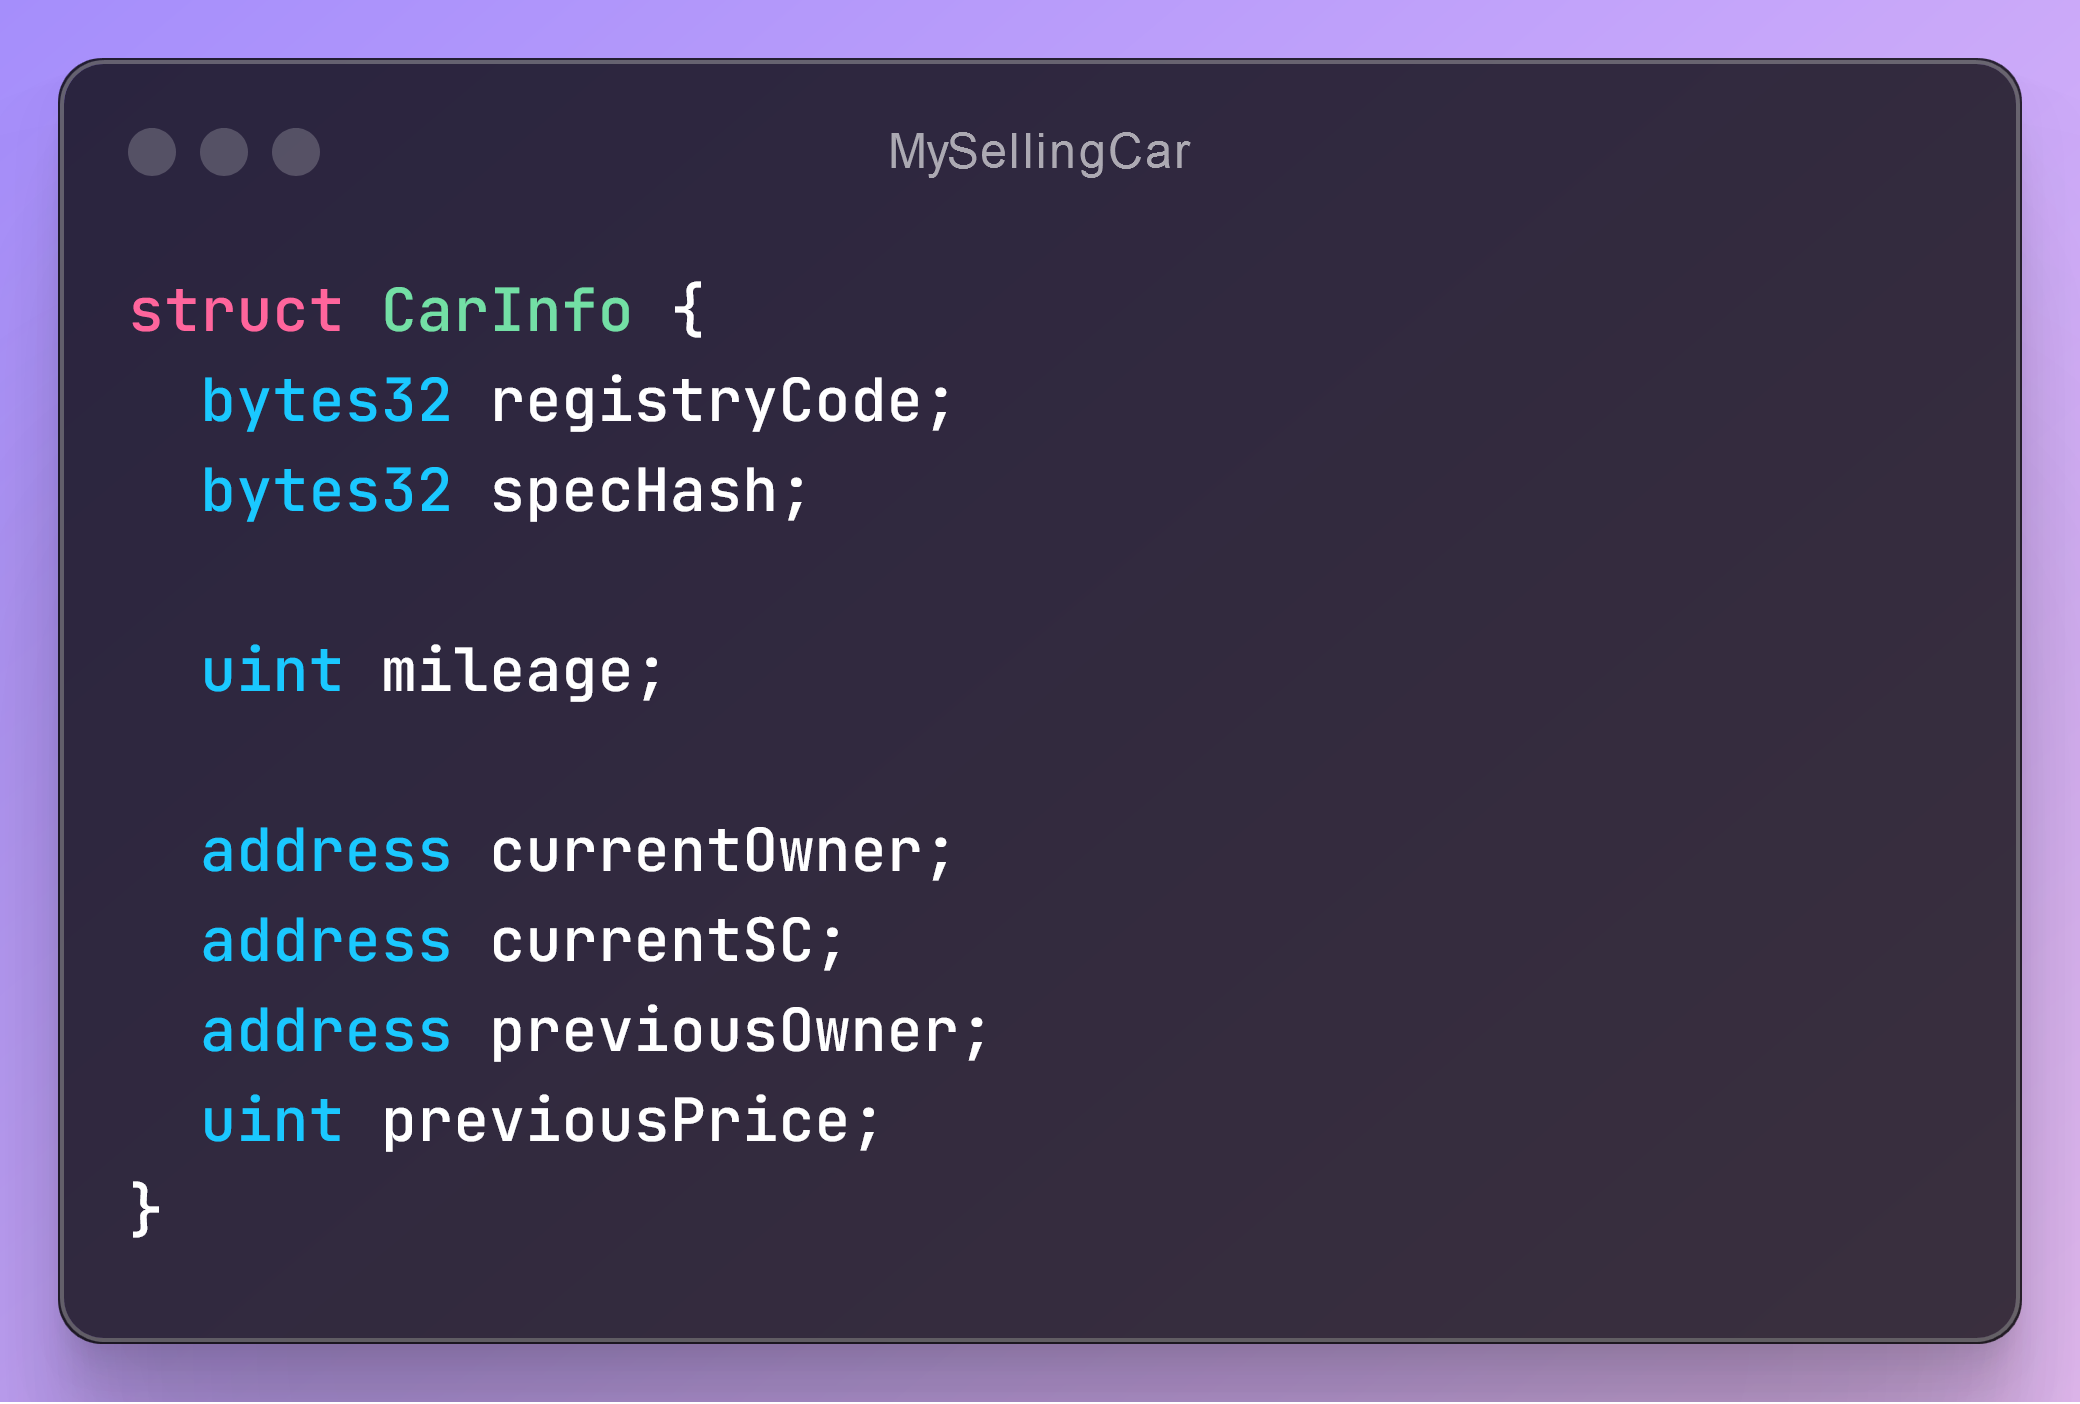 MySellingCar
struct CarInfo {
  bytes32 registryCode;
  bytes32 specHash;

  uint mileage;

  address currentOwner;
  address currentSC;
  address previousOwner;
  uint previousPrice;
}